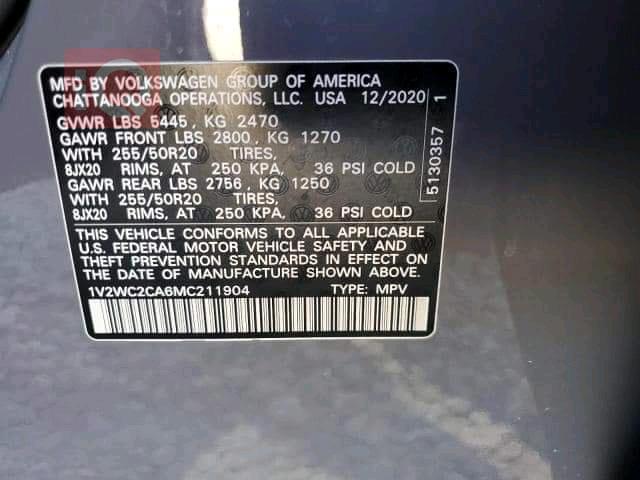 MFD BY VOLKSWAGEN GROUP OF AMERICA
CHATTANOOGA OPERATIONS, LLC. USA 12/2020
GVWR LBS 5445, KG 2470
GAWR FRONT LBS 2800, KG 1270
WITH 255/50R20 TIRES,
8JX20 RIMS, AT 250 KPA, 36 PSI COLD
GAWR REAR LBS 2756, KG 1250
WITH 255/50R20 TIRES,
8JX20 RIMS, AT 250 KPA, 36 PSI COLD
THIS VEHICLE CONFORMS TO ALL APPLICABLE
U.S. FEDERAL MOTOR VEHICLE SAFETY AND
THEFT PREVENTION STANDARDS IN EFFECT ON
THE DATE OF MANUFACTURE SHOWN ABOVE.
1V2WC2CA6MC211904 TYPE: MPV
5130357 1